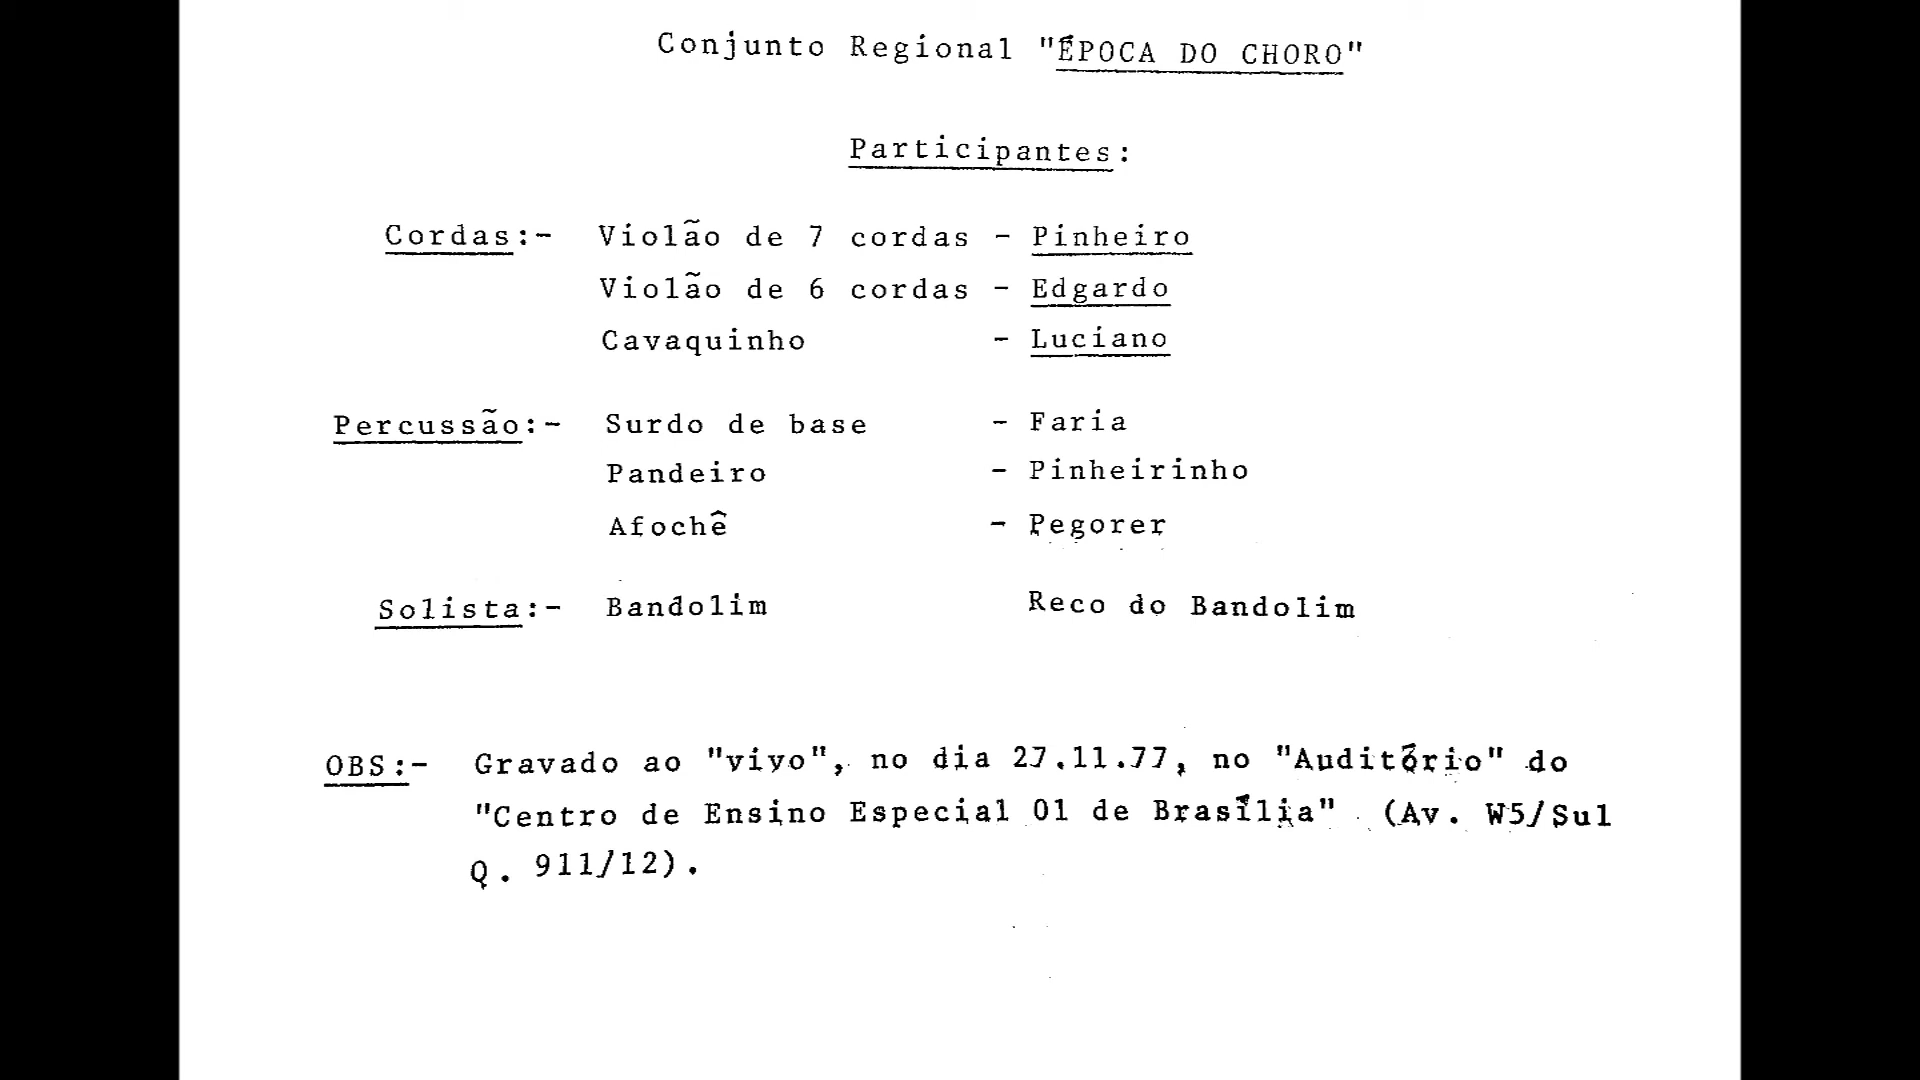 Conjunto Regional "ÉPOCA DO CHORO"
Participantes:
Cordas:- Violão de 7 cordas - Pinheiro
Violão de 6 cordas - Edgardo
Cavaquinho - Luciano
Percussão:- Surdo de base - Faria
Pandeiro - Pinheirinho
Afochê - Pegorer
Solista:- Bandolim Reco do Bandolim
OBS:- Gravado ao "vivo", no dia 27.11.77, no "Auditório" do
"Centro de Ensino Especial 01 de Brasília" (Av. W5/Sul
Q. 911/12).